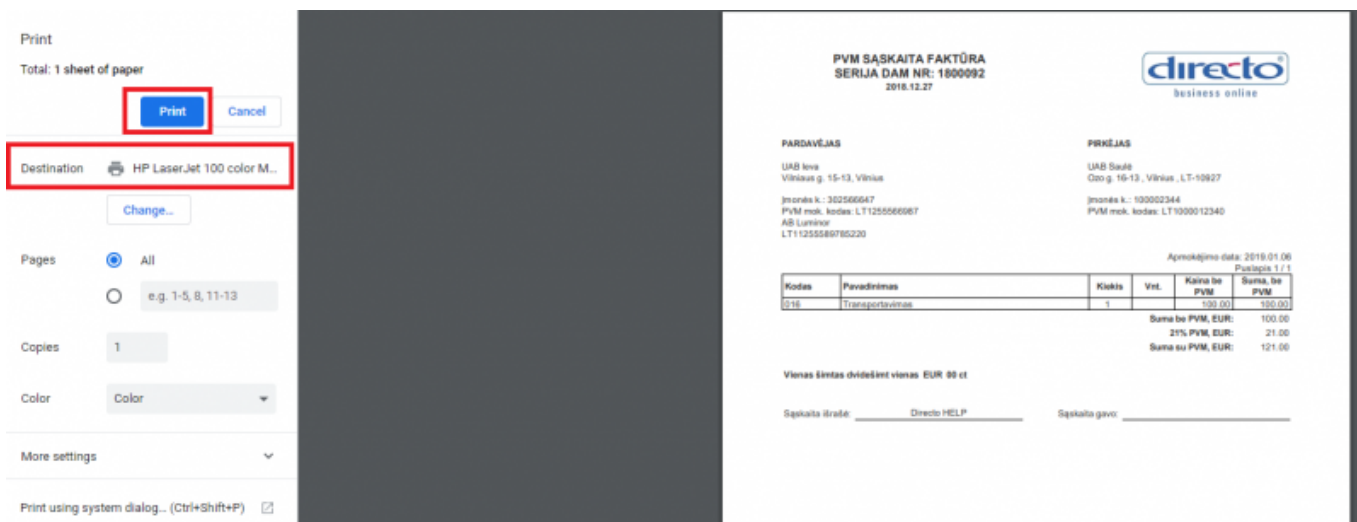 Print
Total: 1 sheet of paper
Print Cancel
Destination HP LaserJet 100 color M...
Change...
Pages All
e.g. 1-5, 8, 11-13
Copies 1
Color Color
More settings
Print using system dialog... (Ctrl+Shift+P)
PVM SĄSKAITA FAKTŪRA
SERIJA DAM NR: 1800092
2018.12.27
directo
business online
PARDAVĖJAS
UAB Ieva
Vilniaus g. 15-13, Vilnius
Įmonės k.: 302566647
PVM mok. kodas: LT1255566987
AB Luminor
LT11255589785220
PIRKĖJAS
UAB Saulė
Ozo g. 16-13 , Vilnius , LT-10927
Įmonės k.: 100002344
PVM mok. kodas: LT1000012340
Apmokėjimo data: 2019.01.06
Puslapis 1 / 1
Kodas Pavadinimas Kiekis Vnt. Kaina be PVM Suma, be PVM
016 Transportavimas 1 100.00 100.00
Suma be PVM, EUR: 100.00
21% PVM, EUR: 21.00
Suma su PVM, EUR: 121.00
Vienas šimtas dvidešimt vienas EUR 00 ct
Sąskaita išrašė: Directo HELP Sąskaita gavo: